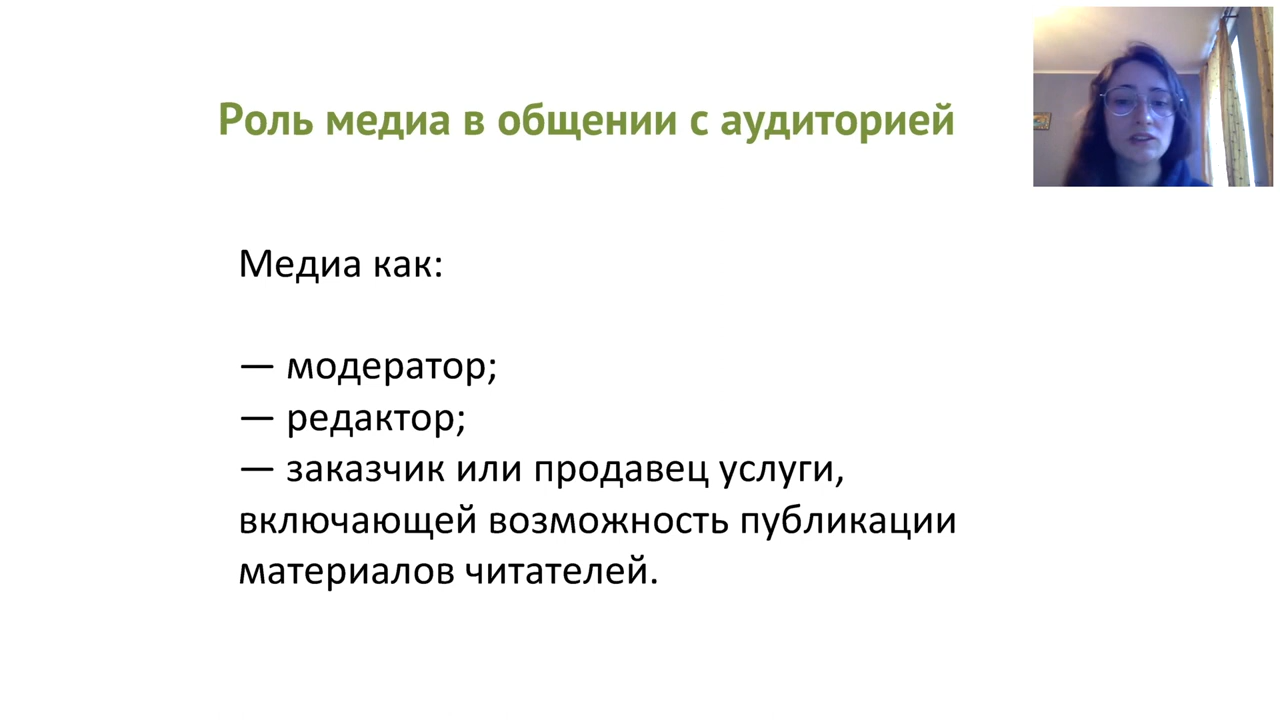 Роль медиа в общении с аудиторией
Медиа как:
— модератор;
— редактор;
— заказчик или продавец услуги,
включающей возможность публикации
материалов читателей.